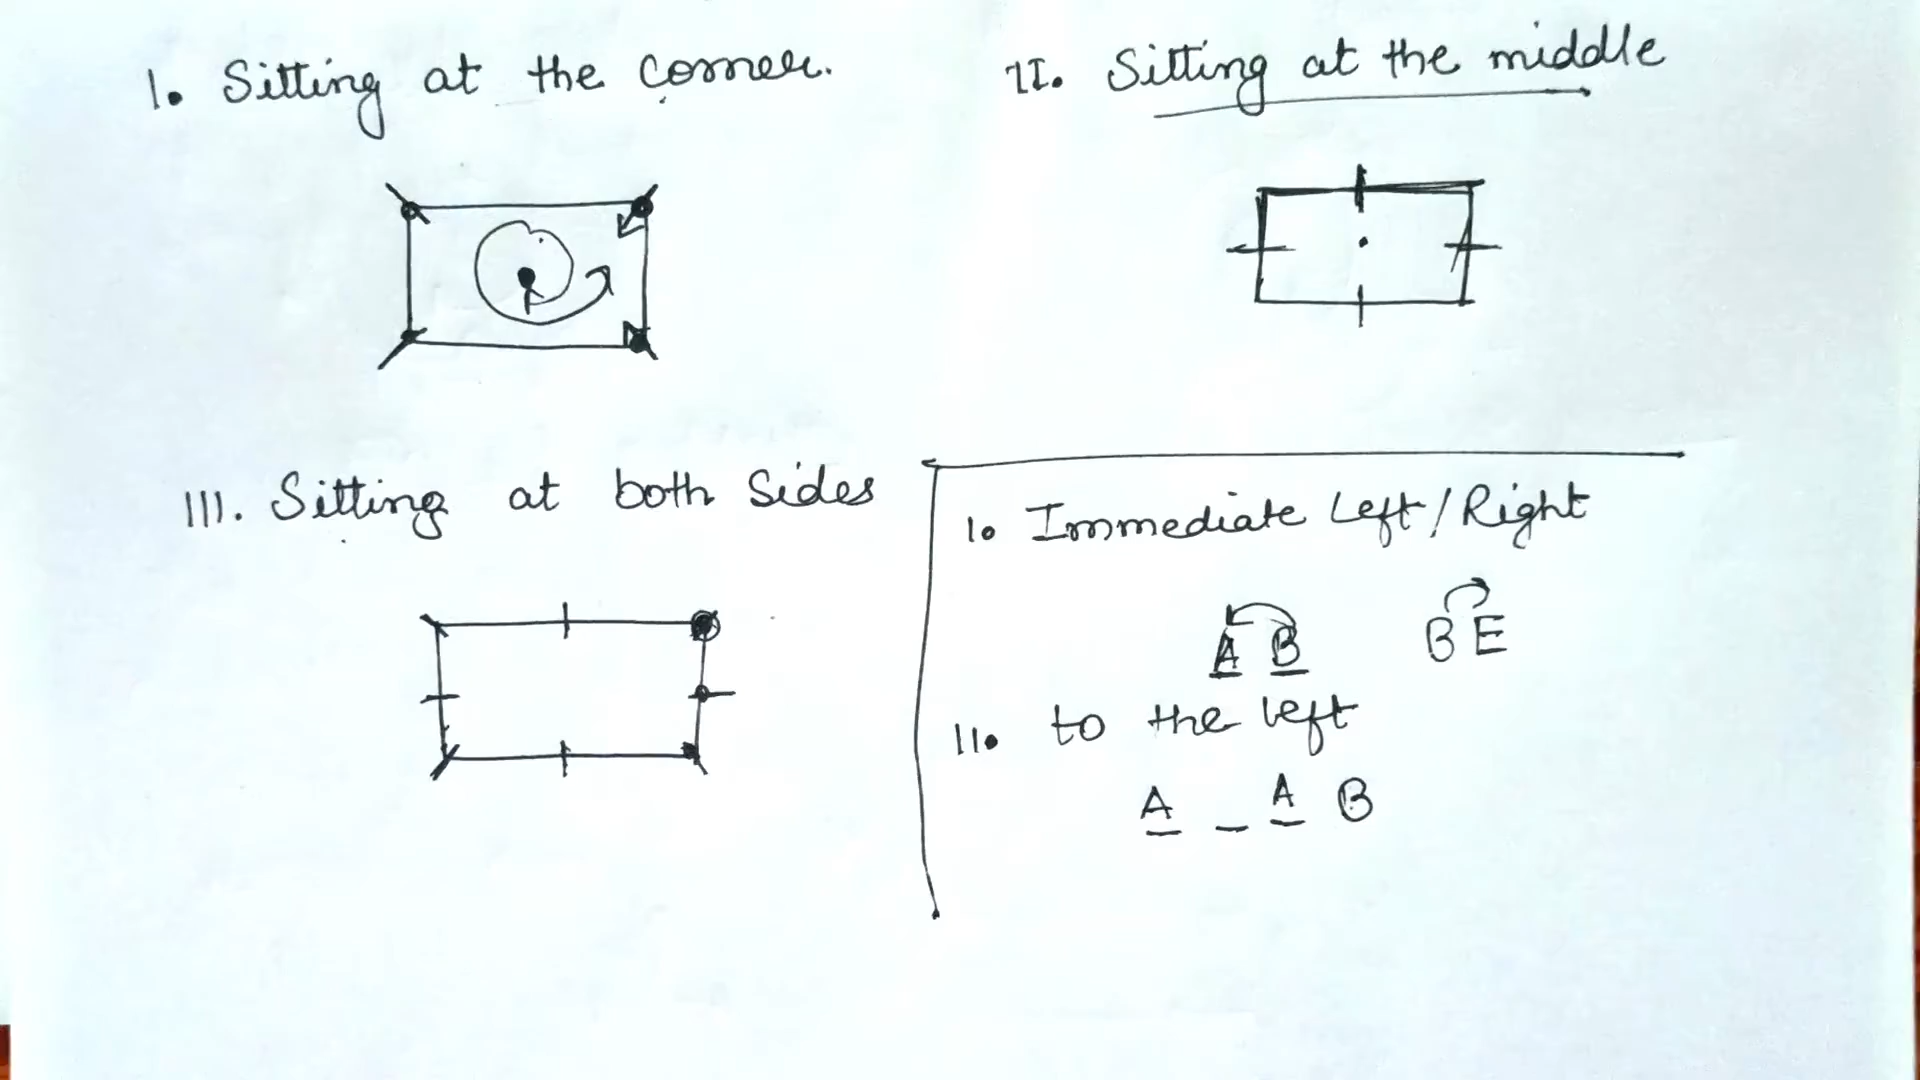 I. Sitting at the corner.
II. Sitting at the middle
III. Sitting at both Sides
I. Immediate Left/Right
A B B E
II. to the left
A _ A B